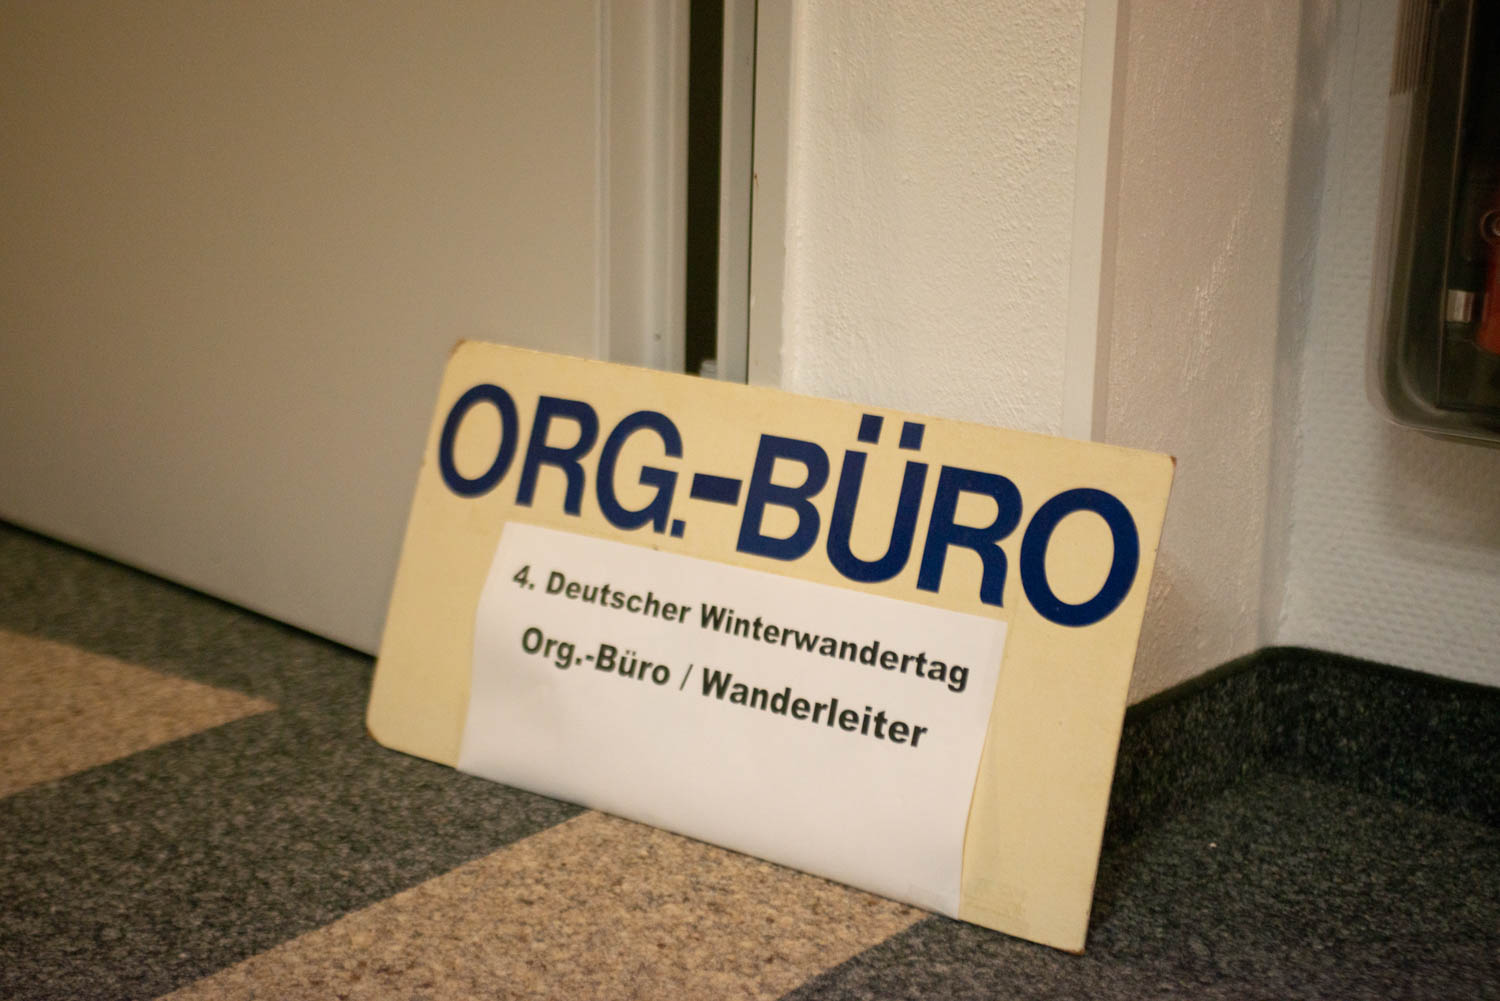 ORG.-BÜRO
4. Deutscher Winterwandertag
Org.-Büro / Wanderleiter